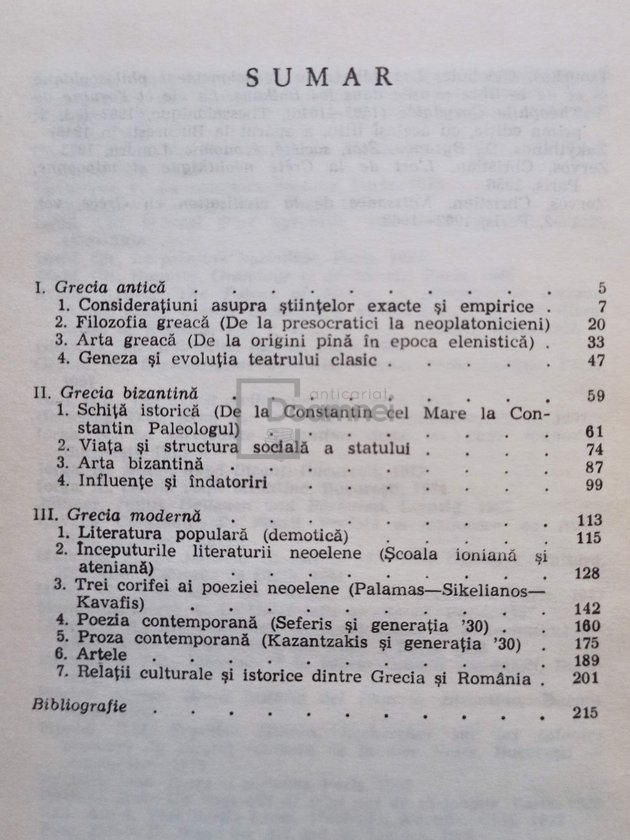 SUMAR
I. Grecia antică . . . . . . . . . . . 5
1. Considerațiuni asupra științelor exacte și empirice . 7
2. Filozofia greacă (De la presocratici la neoplatonicieni) 20
3. Arta greacă (De la origini pînă în epoca elenistică) . 33
4. Geneza și evoluția teatrului clasic . . . . . 47
II. Grecia bizantină . . . . . . . . . 59
anticariat
1. Schiță istorică (De la Constantin cel Mare la Con-
stantin Paleologul) . . . . . . . . 61
2. Viața și structura socială a statului . . . . 74
3. Arta bizantină . . . . . . . . . 87
4. Influențe și îndatoriri . . . . . . . 99
III. Grecia modernă . . . . . . . . . 113
1. Literatura populară (demotică) . . . . . 115
2. Începuturile literaturii neoelene (Școala ioniană și
ateniană) . . . . . . . . . . 128
3. Trei corifei ai poeziei neoelene (Palamas—Sikelianos—
Kavafis) . . . . . . . . . . 142
4. Poezia contemporană (Seferis și generația '30) . . 160
5. Proza contemporană (Kazantzakis și generația '30) . 175
6. Artele . . . . . . . . . . . 189
7. Relații culturale și istorice dintre Grecia și România . 201
Bibliografie . . . . . . . . . . . 215